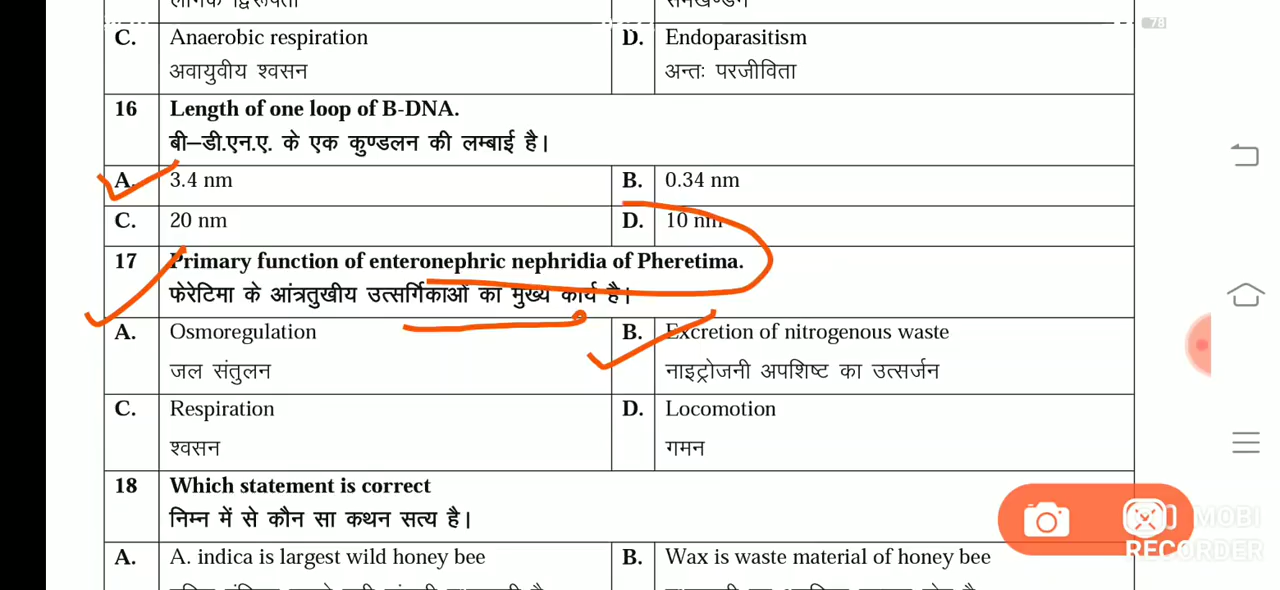 78
C. Anaerobic respiration D. Endoparasitism
अवायुवीय श्वसन अन्तः परजीविता
16 Length of one loop of B-DNA.
बी–डी.एन.ए. के एक कुण्डलन की लम्बाई है।
A. 3.4 nm B. 0.34 nm
C. 20 nm D. 10 nm
17 Primary function of enteronephric nephridia of Pheretima.
फेरेटिमा के आंत्रतुखीय उत्सर्गिकाओं का मुख्य कार्य है।
A. Osmoregulation B. Excretion of nitrogenous waste
जल संतुलन नाइट्रोजनी अपशिष्ट का उत्सर्जन
C. Respiration D. Locomotion
श्वसन गमन
18 Which statement is correct
निम्न में से कौन सा कथन सत्य है।
MOBI
RECORDER
A. A. indica is largest wild honey bee B. Wax is waste material of honey bee